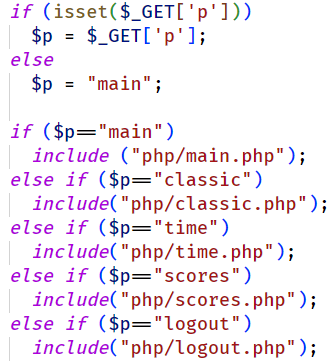 if (isset($_GET['p']))
  $p = $_GET['p'];
else
  $p = "main";

if ($p=="main")
  include ("php/main.php");
else if ($p=="classic")
  include("php/classic.php");
else if ($p=="time")
  include("php/time.php");
else if ($p=="scores")
  include("php/scores.php");
else if ($p=="logout")
  include("php/logout.php");